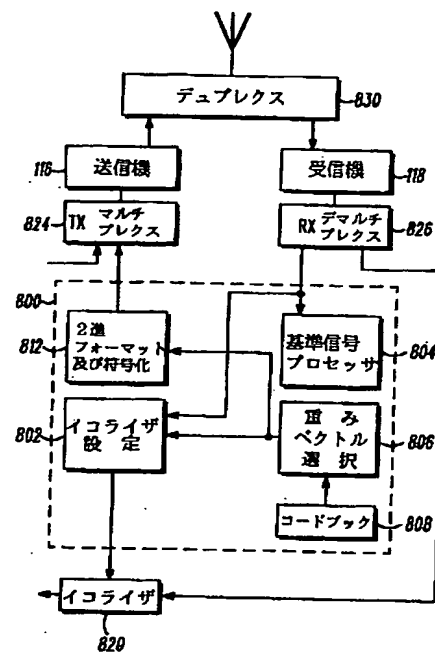 デュプレクス
830
116
送信機
受信機
118
824
TX マルチ
プレクス
RX デマルチ
プレクス
826
800
812
2進
フォーマット
及び符号化
基準信号
プロセッサ
804
802
イコライザ
設定
重み
ベクトル
選択
806
コードブック
808
イコライザ
820